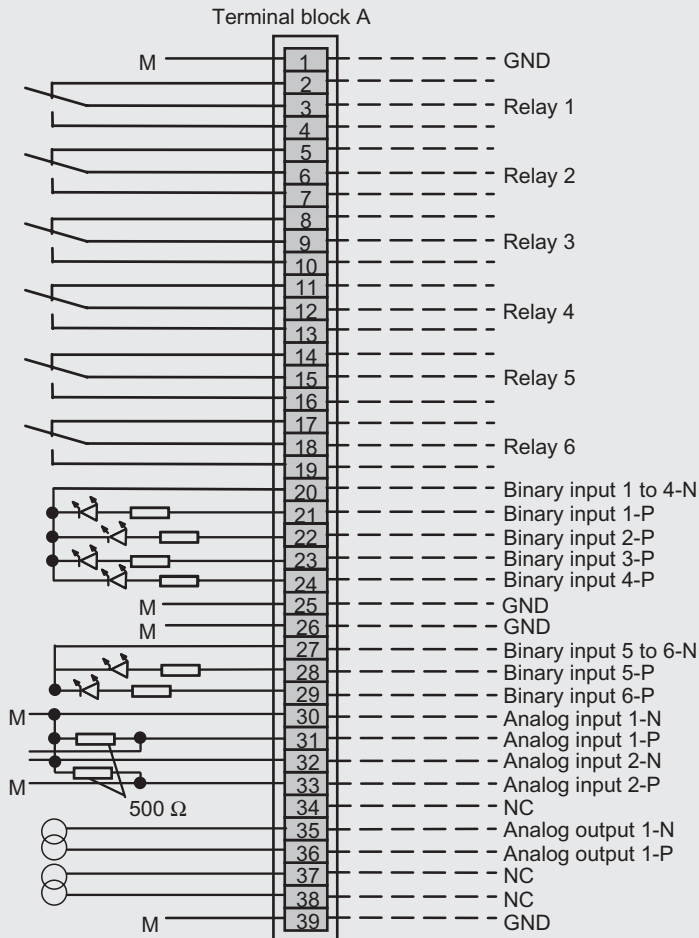 Terminal block A
M 1 GND
2
3 Relay 1
4
5
6 Relay 2
7
8
9 Relay 3
10
11
12 Relay 4
13
14
15 Relay 5
16
17
18 Relay 6
19
20 Binary input 1 to 4-N
21 Binary input 1-P
22 Binary input 2-P
23 Binary input 3-P
24 Binary input 4-P
M 25 GND
M 26 GND
27 Binary input 5 to 6-N
28 Binary input 5-P
29 Binary input 6-P
M 30 Analog input 1-N
31 Analog input 1-P
32 Analog input 2-N
M 33 Analog input 2-P
500 Ω 34 NC
35 Analog output 1-N
36 Analog output 1-P
37 NC
38 NC
M 39 GND